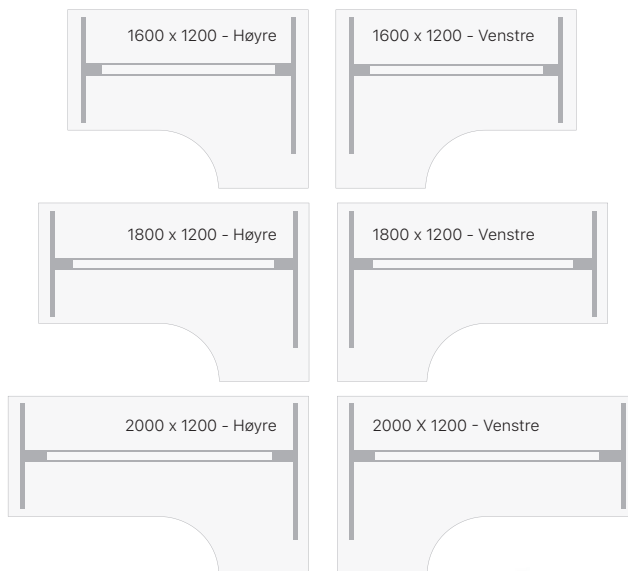 1600 x 1200 - Høyre
1600 x 1200 - Venstre
1800 x 1200 - Høyre
1800 x 1200 - Venstre
2000 x 1200 - Høyre
2000 X 1200 - Venstre